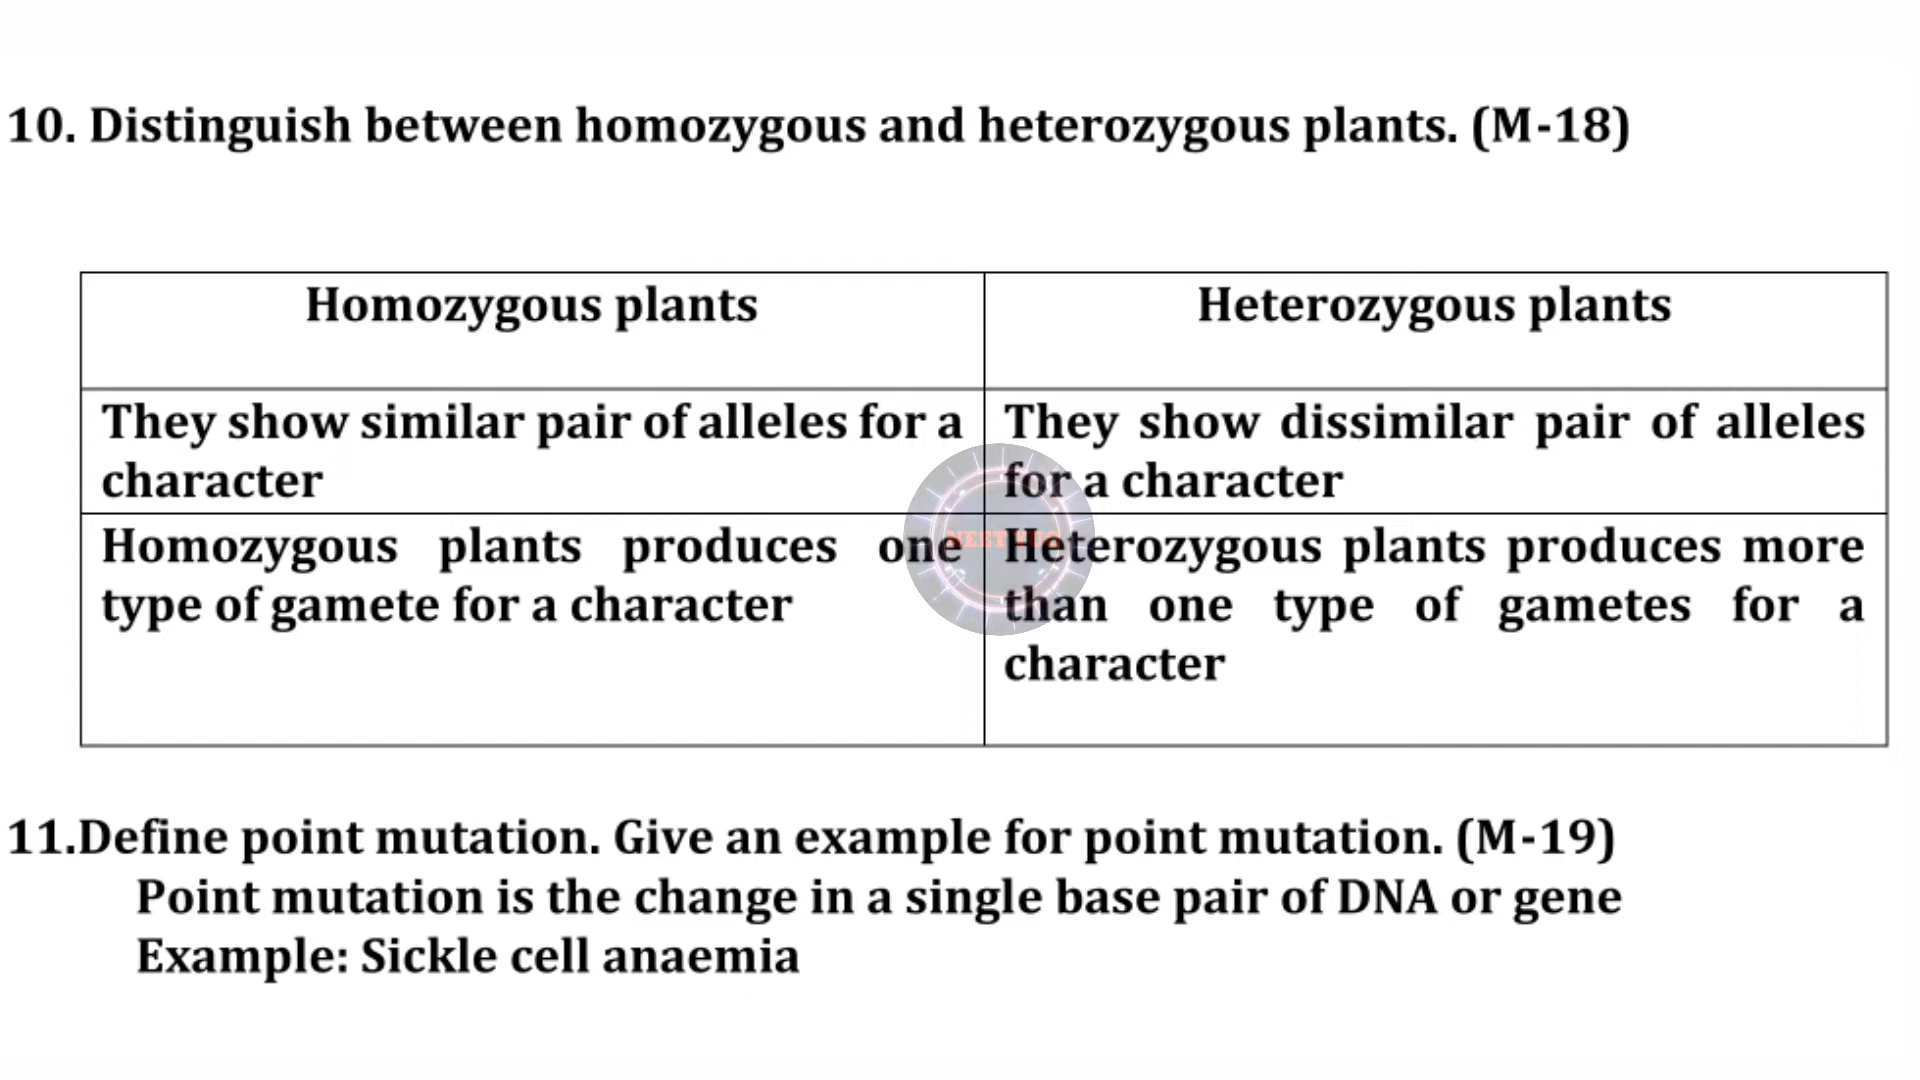 10. Distinguish between homozygous and heterozygous plants. (M-18)
Homozygous plants
Heterozygous plants
They show similar pair of alleles for a
character
They show dissimilar pair of alleles
for a character
Homozygous plants produces one
type of gamete for a character
Heterozygous plants produces more
than one type of gametes for a
character
11.Define point mutation. Give an example for point mutation. (M-19)
Point mutation is the change in a single base pair of DNA or gene
Example: Sickle cell anaemia